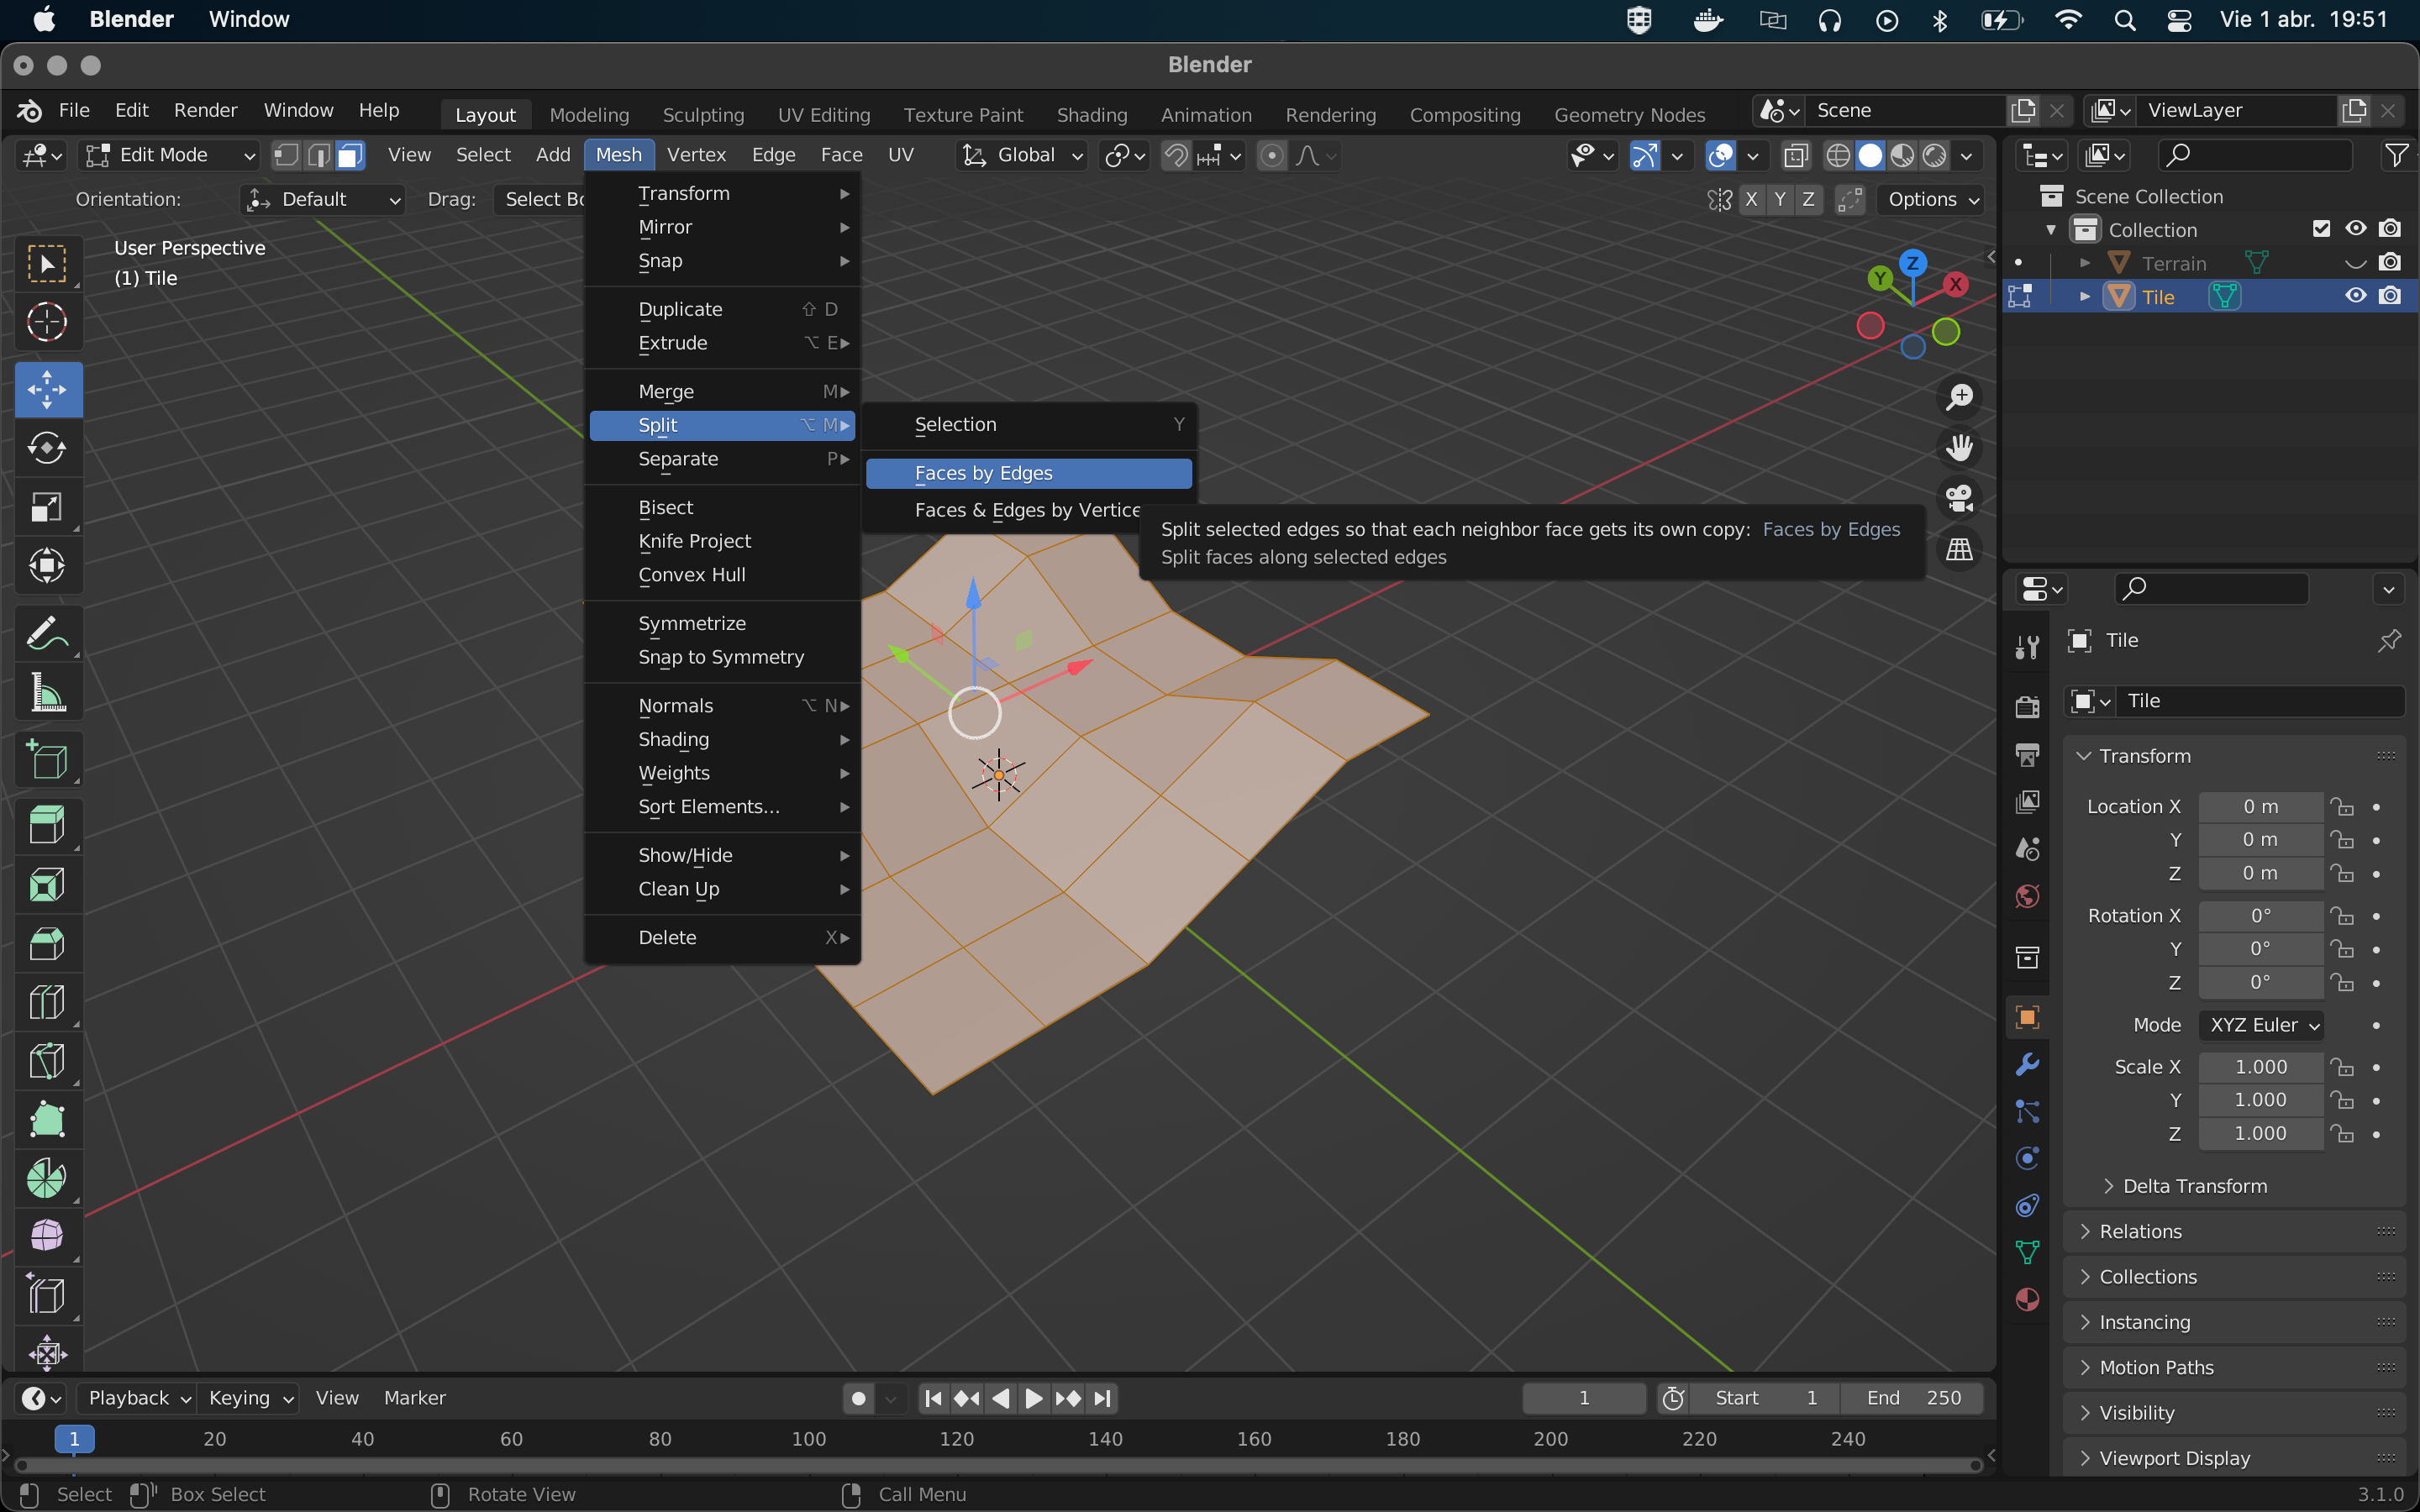 Blender Window Vie 1 abr. 19:51
Blender
File Edit Render Window Help Layout Modeling Sculpting UV Editing Texture Paint Shading Animation Rendering Compositing Geometry Nodes Scene ViewLayer
Edit Mode View Select Add Mesh Vertex Edge Face UV Global
Orientation: Default Drag: Select Bo X Y Z Options
User Perspective
(1) Tile
Transform
Mirror
Snap
Duplicate ⇧ D
Extrude ⌥ E
Merge M
Split ⌥ M
Separate P
Bisect
Knife Project
Convex Hull
Symmetrize
Snap to Symmetry
Normals ⌥ N
Shading
Weights
Sort Elements...
Show/Hide
Clean Up
Delete X
Selection Y
Faces by Edges
Faces & Edges by Vertice
Split selected edges so that each neighbor face gets its own copy: Faces by Edges
Split faces along selected edges
Z
Y
X
Scene Collection
Collection
Terrain
Tile
Tile
Tile
Transform
Location X 0 m
Y 0 m
Z 0 m
Rotation X 0°
Y 0°
Z 0°
Mode XYZ Euler
Scale X 1.000
Y 1.000
Z 1.000
Delta Transform
Relations
Collections
Instancing
Motion Paths
Visibility
Viewport Display
Playback Keying View Marker 1 Start 1 End 250
1 20 40 60 80 100 120 140 160 180 200 220 240
Select Box Select Rotate View Call Menu 3.1.0